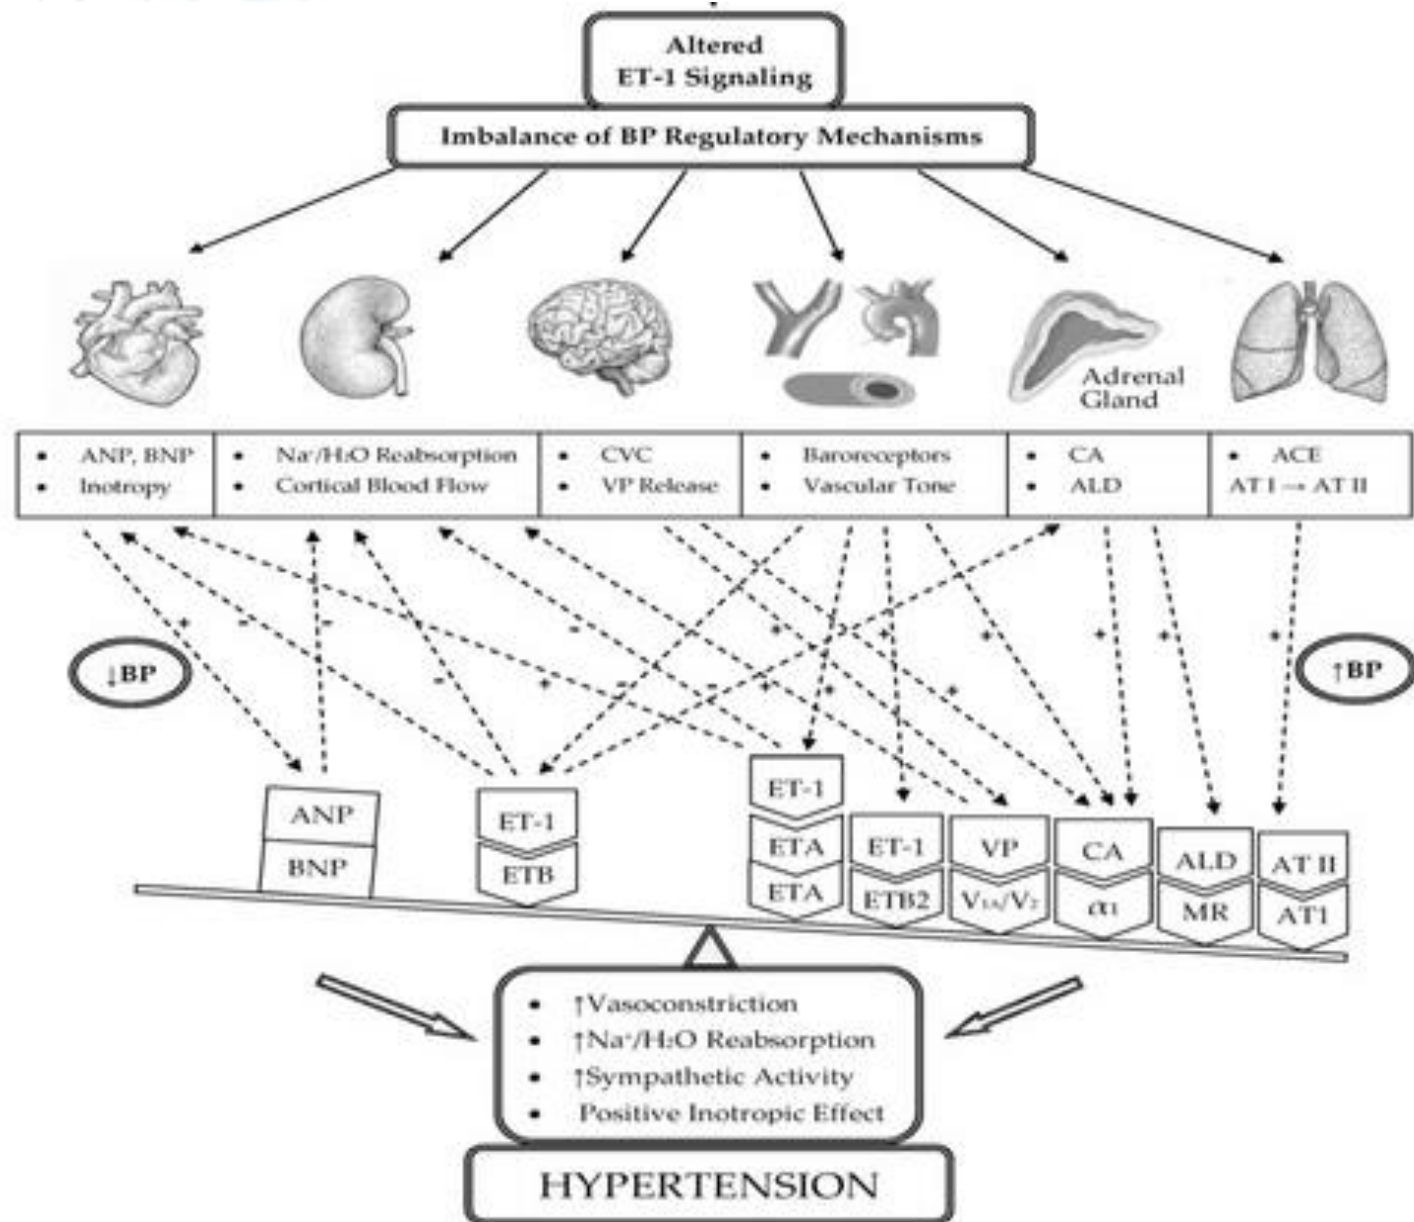 Altered
ET-1 Signaling
Imbalance of BP Regulatory Mechanisms
Adrenal
Gland
• ANP, BNP
• Inotropy
• Na⁺/H₂O Reabsorption
• Cortical Blood Flow
• CVC
• VP Release
• Baroreceptors
• Vascular Tone
• CA
• ALD
• ACE
AT I → AT II
+ - - - + + + + + +
↓BP
↑BP
- + - - + + +
ANP
BNP
ET-1
ETB
ET-1
ETA
ETA
ET-1
ETB2
VP
V₁ₐ/V₂
CA
α₁
ALD
MR
AT II
AT1
• ↑Vasoconstriction
• ↑Na⁺/H₂O Reabsorption
• ↑Sympathetic Activity
• Positive Inotropic Effect
HYPERTENSION